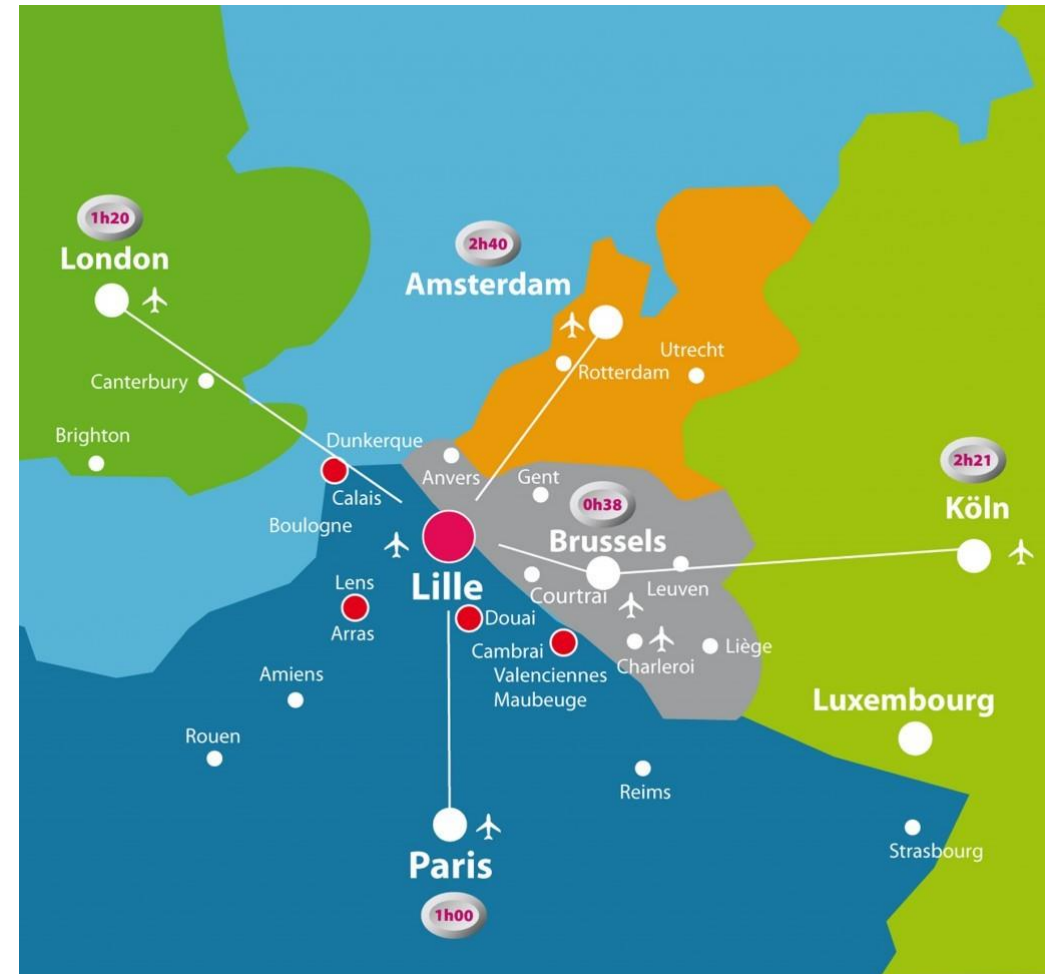 1h20
London
2h40
Amsterdam
Utrecht
Rotterdam
Canterbury
Brighton
Dunkerque
Calais
Boulogne
Anvers
Gent
2h21
Köln
0h38
Brussels
Leuven
Courtrai
Lille
Lens
Arras
Douai
Cambrai
Valenciennes
Maubeuge
Charleroi
Liège
Amiens
Luxembourg
Rouen
Reims
Strasbourg
Paris
1h00